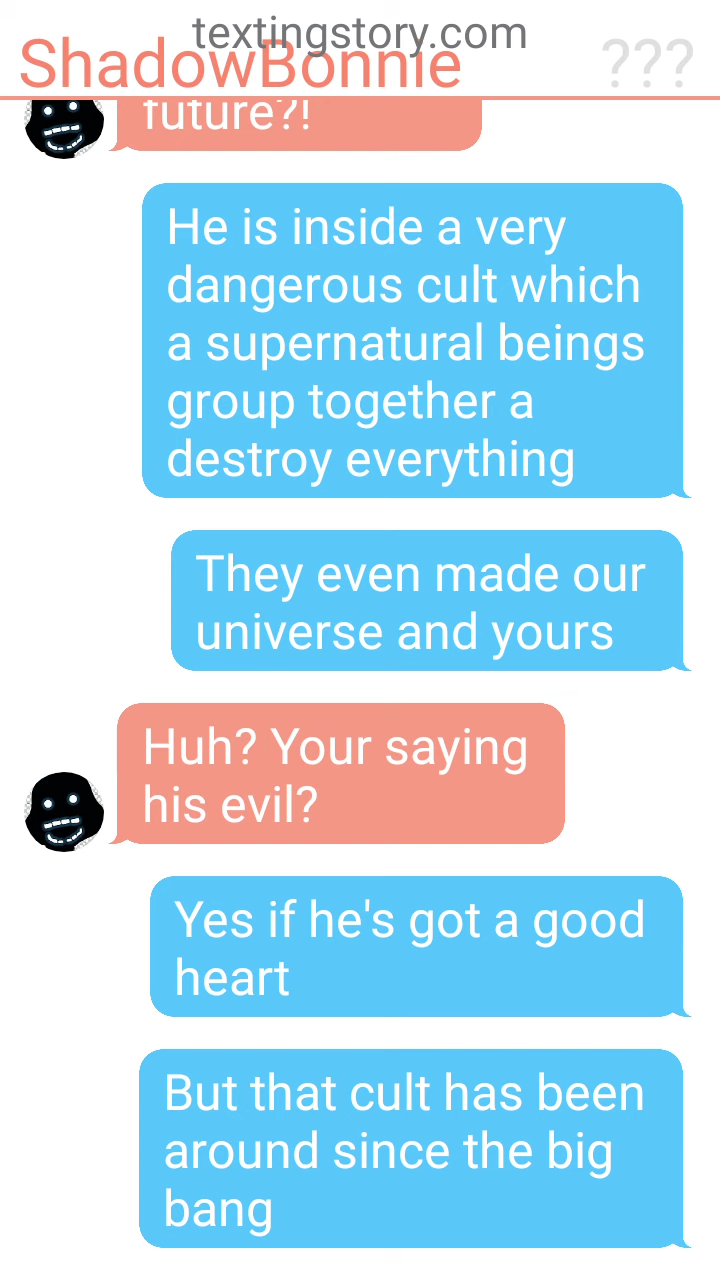 textingstory.com
ShadowBonnie
???
future?!
He is inside a very
dangerous cult which
a supernatural beings
group together a
destroy everything
They even made our
universe and yours
Huh? Your saying
his evil?
Yes if he's got a good
heart
But that cult has been
around since the big
bang